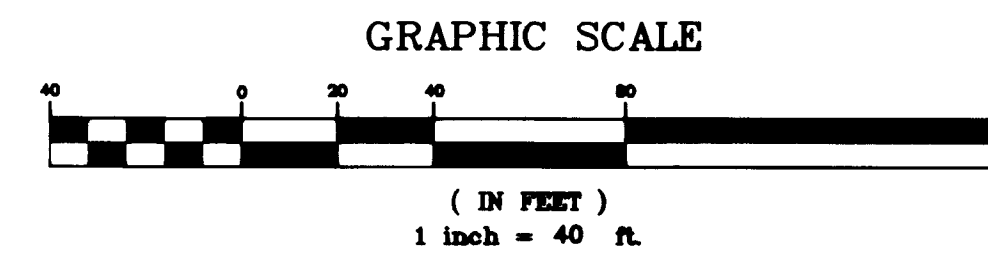 GRAPHIC SCALE
40 0 20 40 80
( IN FEET )
1 inch = 40 ft.